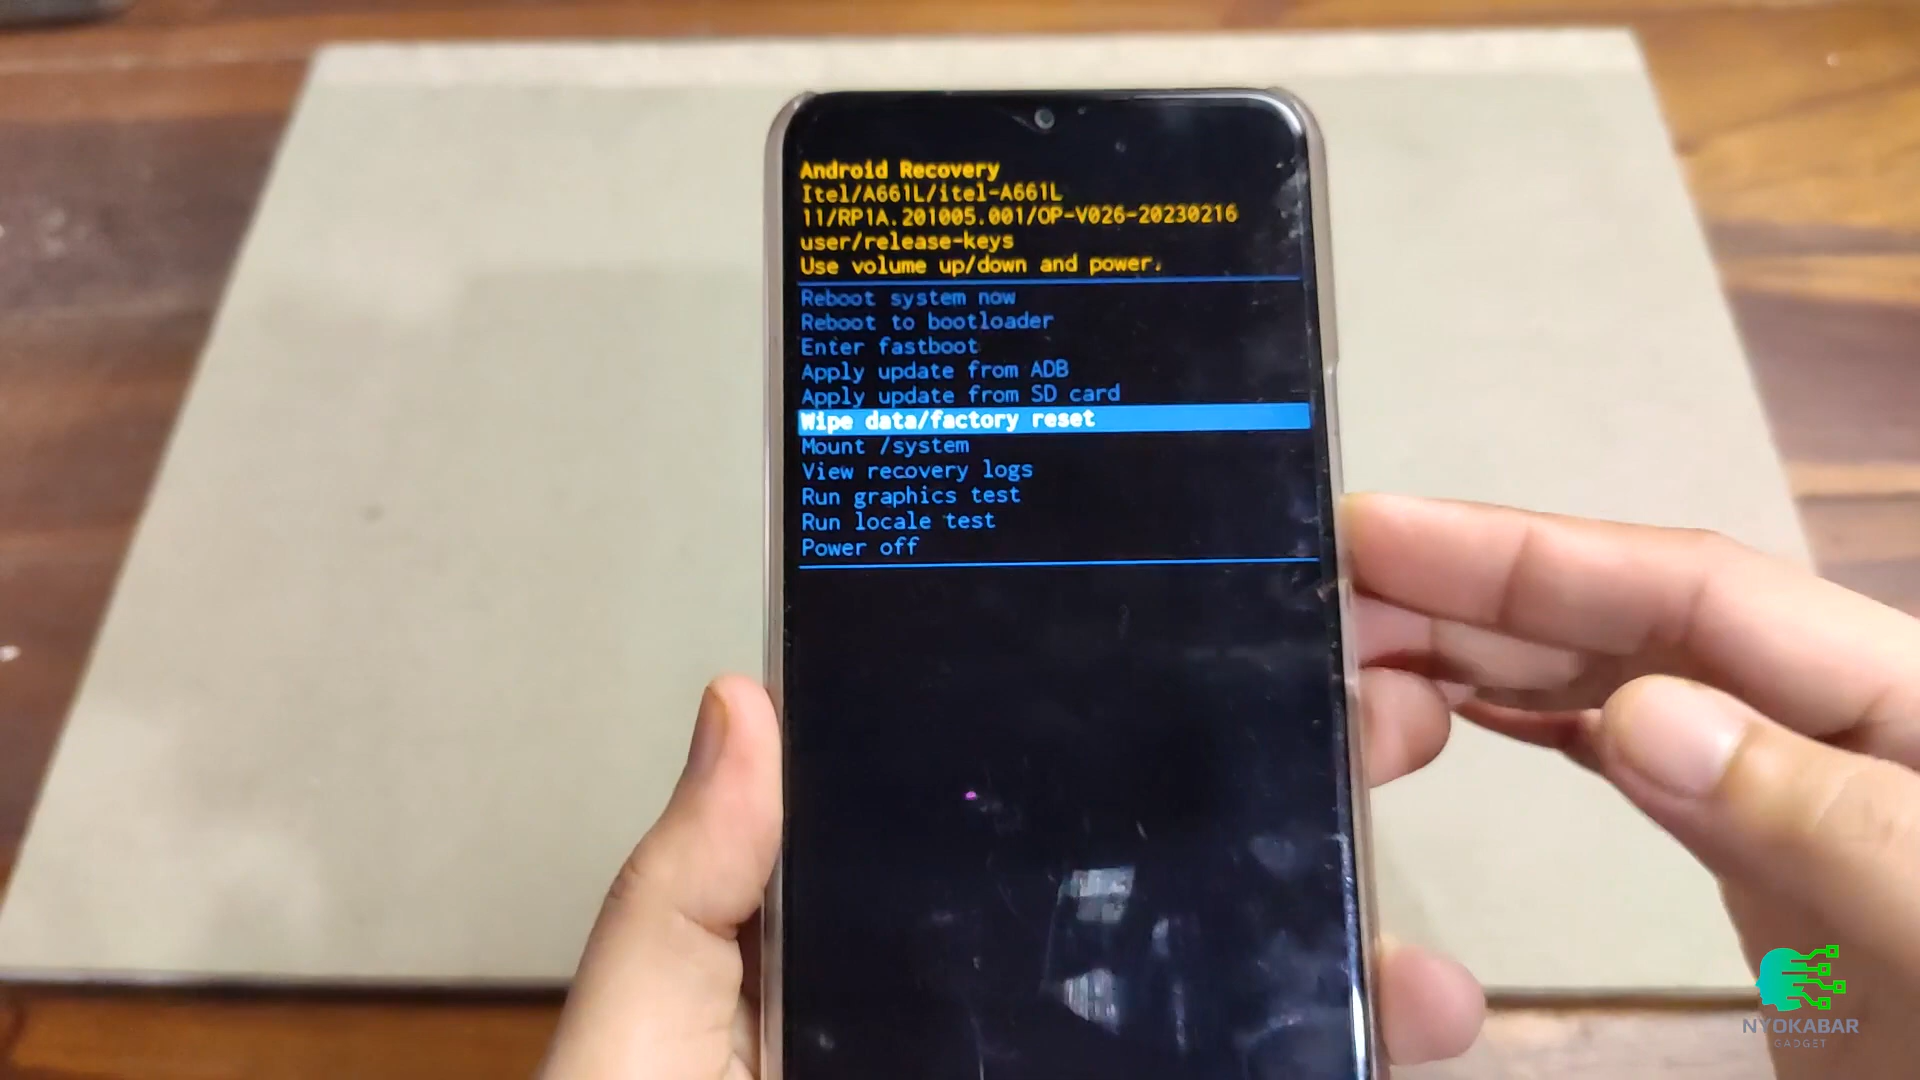 Android Recovery
Itel/A661L/itel-A661L
11/RP1A.201005.001/OP-V026-20230216
user/release-keys
Use volume up/down and power.
Reboot system now
Reboot to bootloader
Enter fastboot
Apply update from ADB
Apply update from SD card
Wipe data/factory reset
Mount /system
View recovery logs
Run graphics test
Run locale test
Power off
NYOKABAR
GADGET